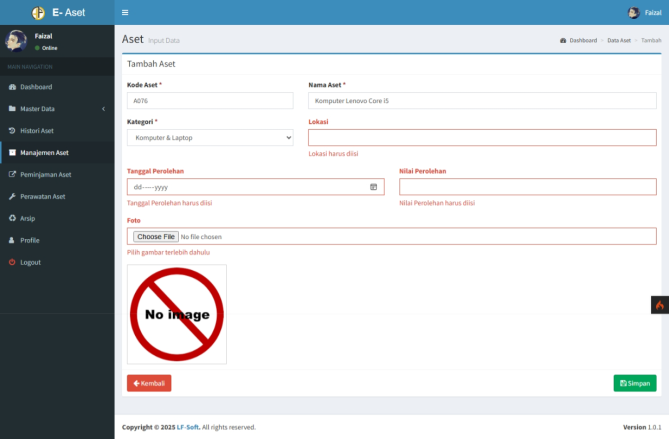 E- Aset
Faizal
Faizal
Online
MAIN NAVIGATION
Dashboard
Master Data
Histori Aset
Manajemen Aset
Peminjaman Aset
Perawatan Aset
Arsip
Profile
Logout
Aset Input Data
Dashboard > Data Aset > Tambah
Tambah Aset
Kode Aset * Nama Aset *
A076 Komputer Lenovo Core i5
Kategori * Lokasi
Komputer & Laptop
Lokasi harus diisi
Tanggal Perolehan Nilai Perolehan
dd-----yyyy
Tanggal Perolehan harus diisi Nilai Perolehan harus diisi
Foto
Choose File No file chosen
Pilih gambar terlebih dahulu
No image
Kembali Simpan
Copyright © 2025 LF-Soft. All rights reserved. Version 1.0.1